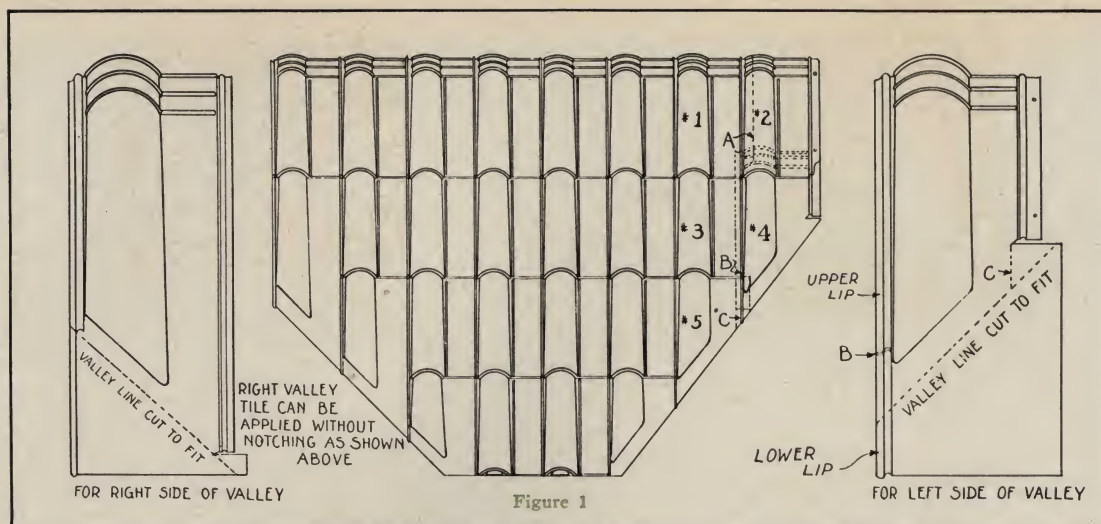 VALLEY LINE CUT TO FIT
FOR RIGHT SIDE OF VALLEY
RIGHT VALLEY
TILE CAN BE
APPLIED WITHOUT
NOTCHING AS SHOWN
ABOVE
#1
#2
A
#3
#4
B
#5
C
Figure 1
UPPER
LIP
B
C
VALLEY LINE CUT TO FIT
LOWER
LIP
FOR LEFT SIDE OF VALLEY